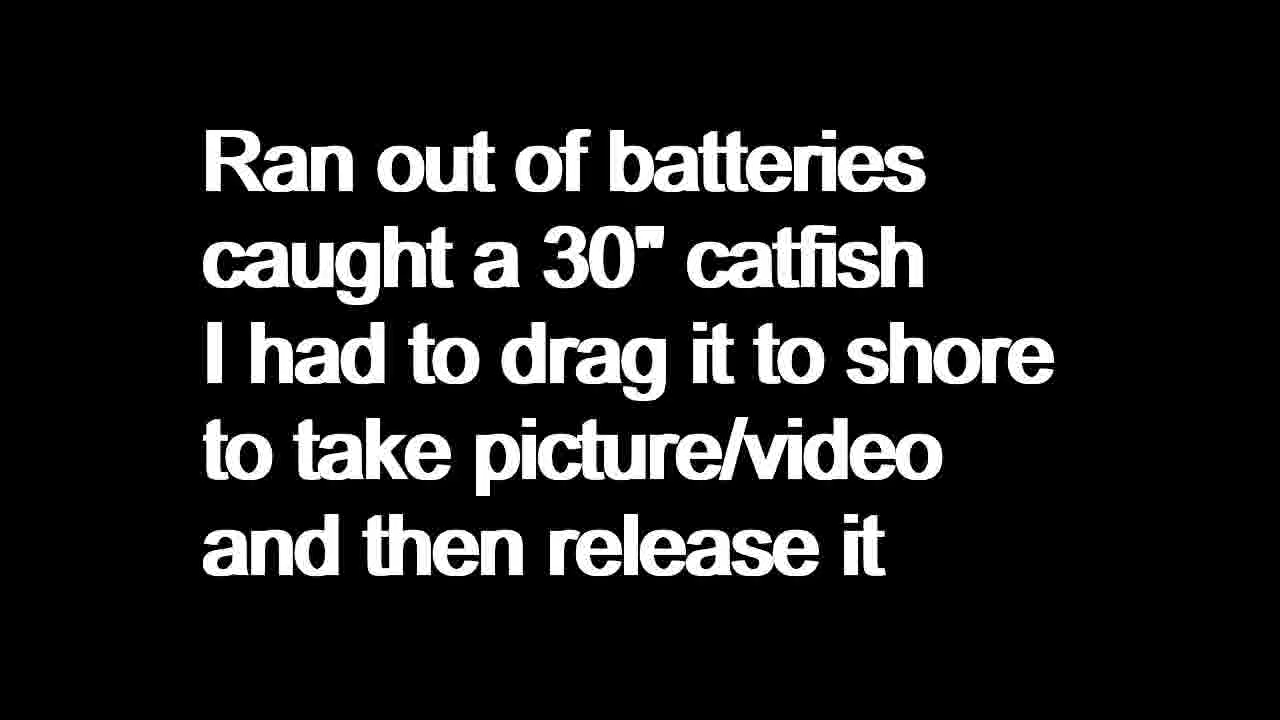 Ran out of batteries
caught a 30" catfish
I had to drag it to shore
to take picture/video
and then release it